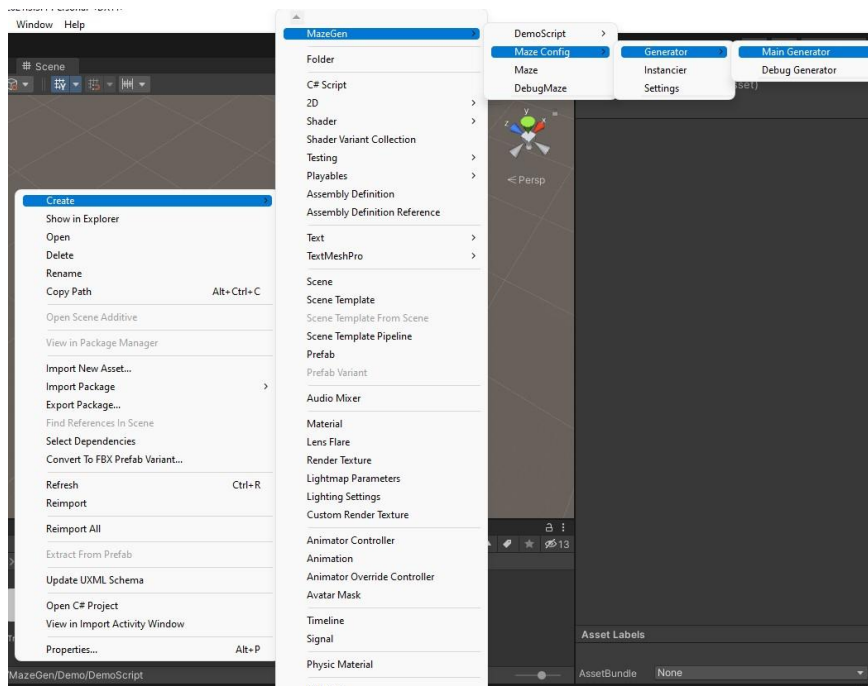 Window Help
Scene
Persp
Create
Show in Explorer
Open
Delete
Rename
Copy Path Alt+Ctrl+C
Open Scene Additive
View in Package Manager
Import New Asset...
Import Package
Export Package...
Find References In Scene
Select Dependencies
Convert To FBX Prefab Variant...
Refresh Ctrl+R
Reimport
Reimport All
Extract From Prefab
Update UXML Schema
Open C# Project
View in Import Activity Window
Properties... Alt+P
MazeGen
Folder
C# Script
2D
Shader
Shader Variant Collection
Testing
Playables
Assembly Definition
Assembly Definition Reference
Text
TextMeshPro
Scene
Scene Template
Scene Template From Scene
Scene Template Pipeline
Prefab
Prefab Variant
Audio Mixer
Material
Lens Flare
Render Texture
Lightmap Parameters
Lighting Settings
Custom Render Texture
Animator Controller
Animation
Animator Override Controller
Avatar Mask
Timeline
Signal
Physic Material
DemoScript
Maze Config
Maze
DebugMaze
Generator
Instancier
Settings
Main Generator
Debug Generator
sset)
y
z
x
13
Asset Labels
AssetBundle None
MazeGen/Demo/DemoScript